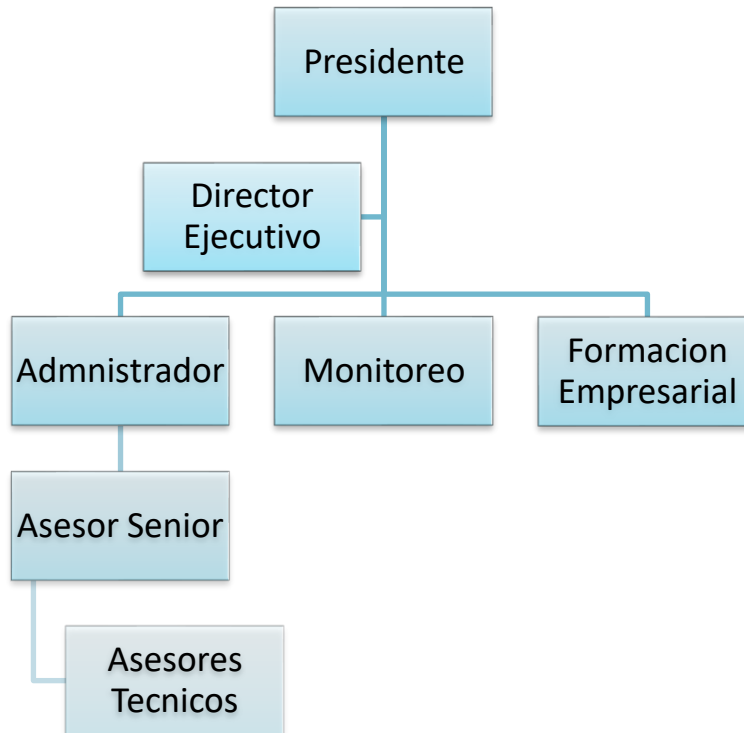 Presidente
Director
Ejecutivo
Admnistrador
Monitoreo
Formacion
Empresarial
Asesor Senior
Asesores
Tecnicos